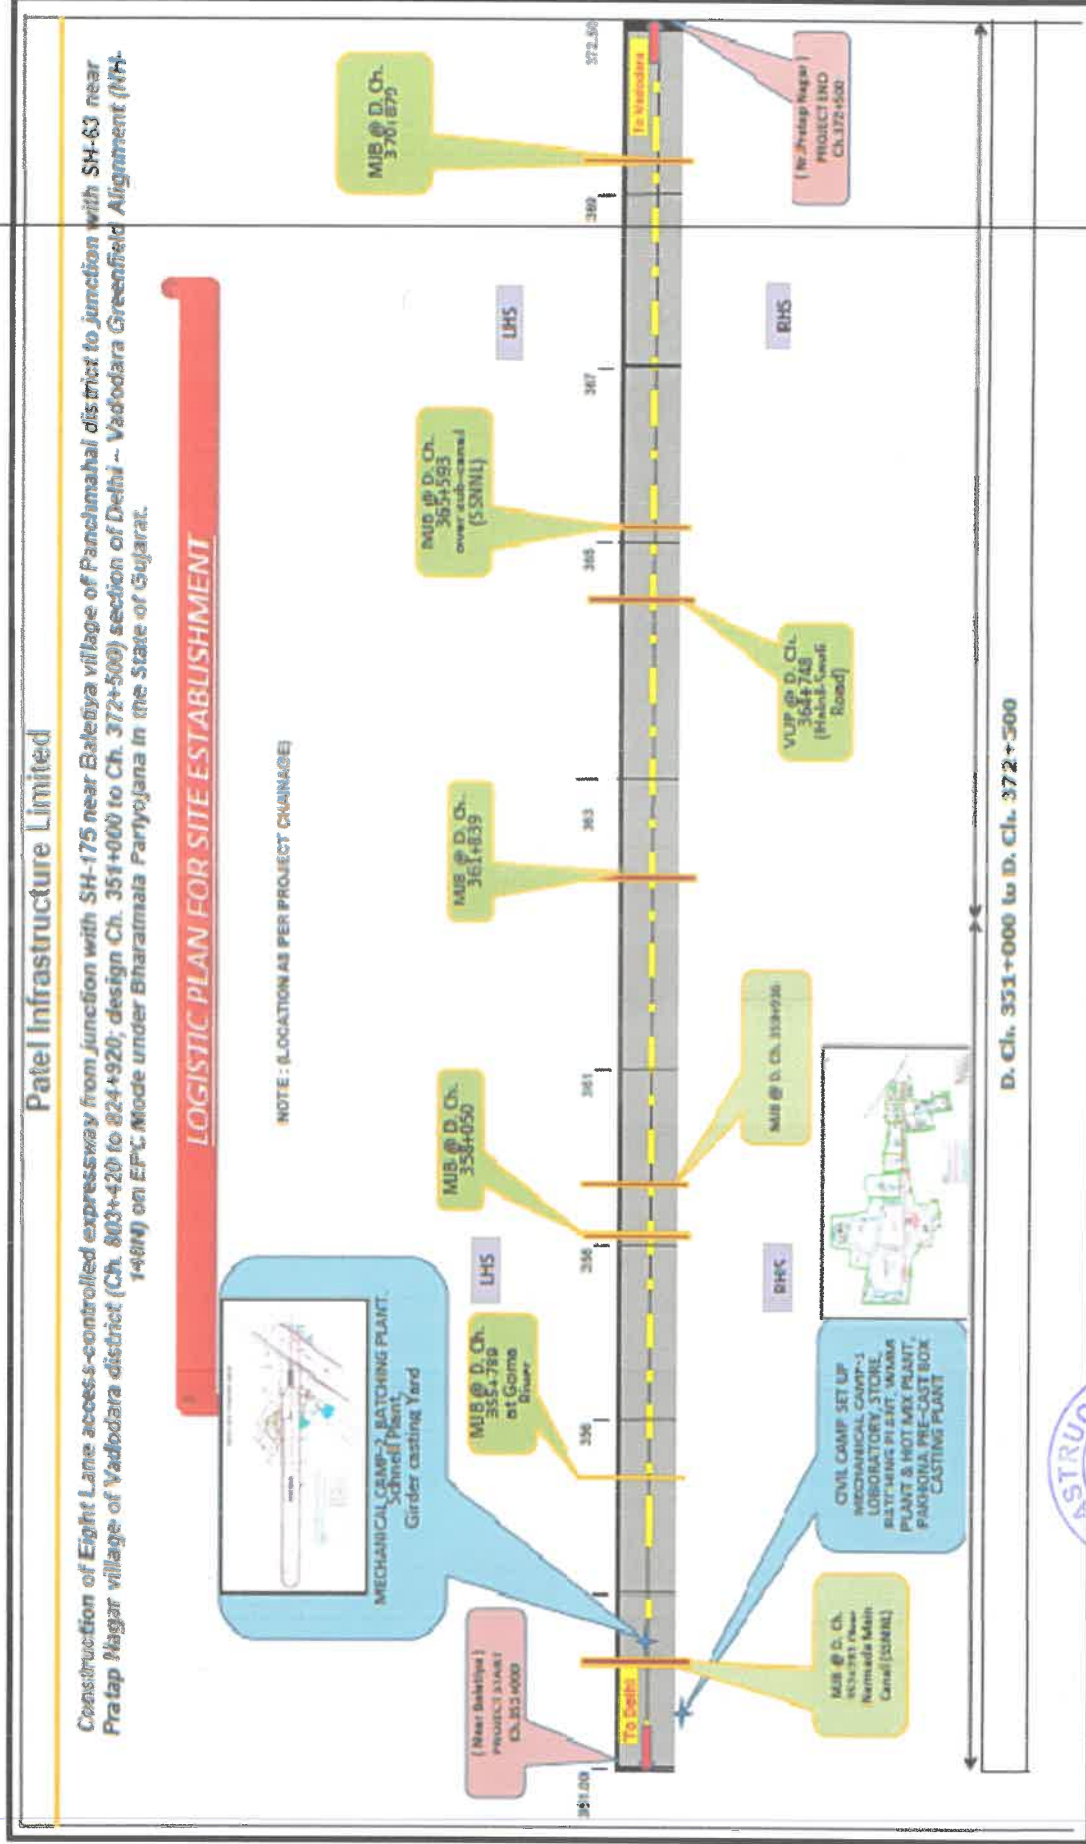 Patel Infrastructure Limited
Construction of Eight Lane access-controlled expressway from junction with SH-175 near Baletiya village of Panchmahal district to junction with SH-63 near
Pratap Nagar village of Vadodara district (Ch. 803+420 to 824+920; design Ch. 351+000 to Ch. 372+500) section of Delhi – Vadodara Greenfield Alignment (NH-
148N) on EPC Mode under Bharatmala Pariyojana in the State of Gujarat.
LOGISTIC PLAN FOR SITE ESTABLISHMENT
NOTE : (LOCATION AS PER PROJECT CHAINAGE)
MECHANICAL CAMP-2, BATCHING PLANT,
Schnell Plant,
Girder casting Yard
( Near Baletiya )
PROJECT START
Ch.351+000
MJB @ D. Ch.
355+789
at Goma
River
LHS
MJB @ D. Ch.
358+050
MJB @ D. Ch.
361+839
MJB @ D. Ch.
365+593
over sub-canal
(SSNNL)
LHS
MJB @ D. Ch.
370+870
351.00
356
358
361
363
365
367
369
372.50
To Delhi
To Vadodara
MJB @ D. Ch.
Narmada Main
Canal (SSNNL)
CIVIL CAMP SET UP
MECHANICAL CAMP-1
LOBORATORY, STORE,
BATCHING PLANT, WMM
PLANT & HOT MIX PLANT,
PAKHANA, PRE-CAST BOX
CASTING PLANT
RHS
MJB @ D. Ch.
VUP @ D. Ch.
364+748
Road)
RHS
( Nr.Pratap Nagar )
PROJECT END
Ch.372+500
D. Ch. 351+000 to D. Ch. 372+500
ASTRUC